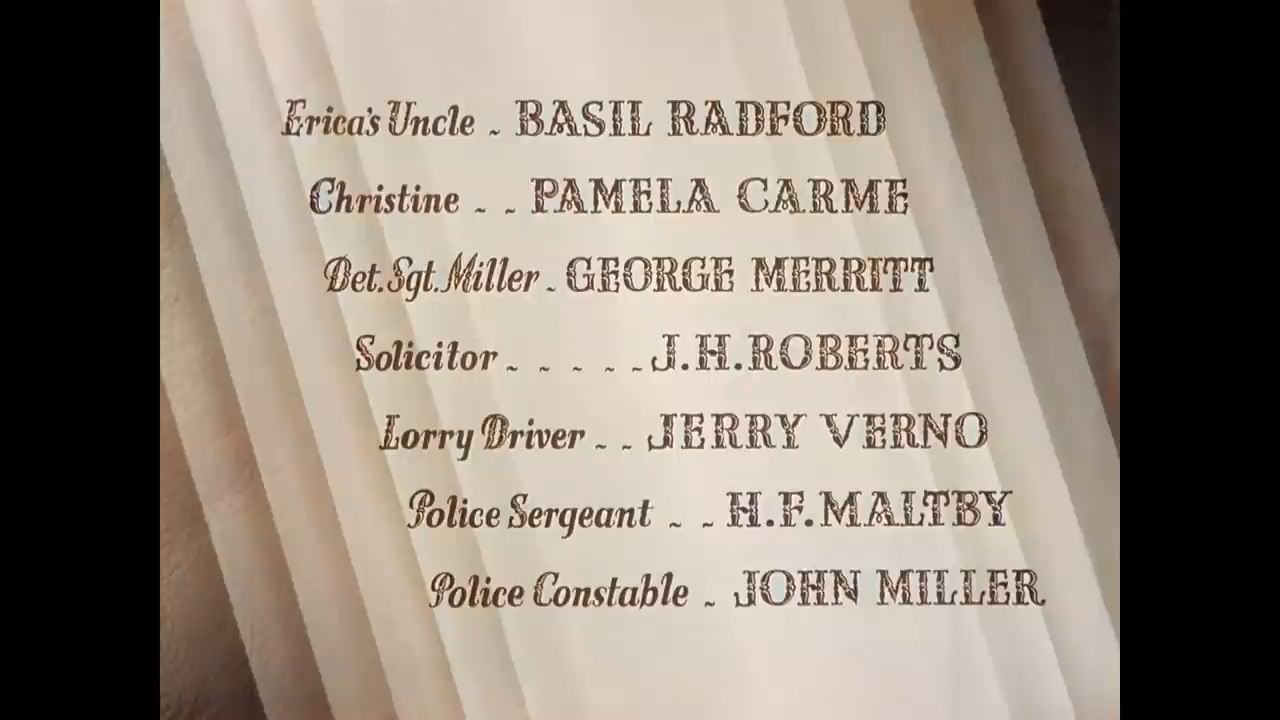 Erica's Uncle ~ BASIL RADFORD
Christine ~ ~ PAMELA CARME
Det.Sgt.Miller ~ GEORGE MERRITT
Solicitor ~ ~ ~ ~ ~ J.H.ROBERTS
Lorry Driver ~ ~ JERRY VERNO
Police Sergeant ~ ~ H.F.MALTBY
Police Constable ~ JOHN MILLER